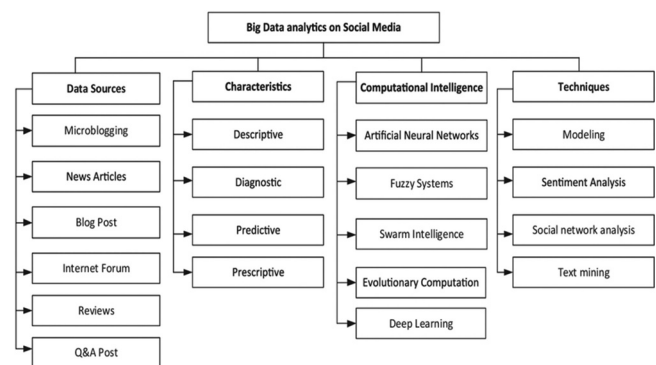 Big Data analytics on Social Media
Data Sources
Microblogging
News Articles
Blog Post
Internet Forum
Reviews
Q&A Post
Characteristics
Descriptive
Diagnostic
Predictive
Prescriptive
Computational Intelligence
Artificial Neural Networks
Fuzzy Systems
Swarm Intelligence
Evolutionary Computation
Deep Learning
Techniques
Modeling
Sentiment Analysis
Social network analysis
Text mining